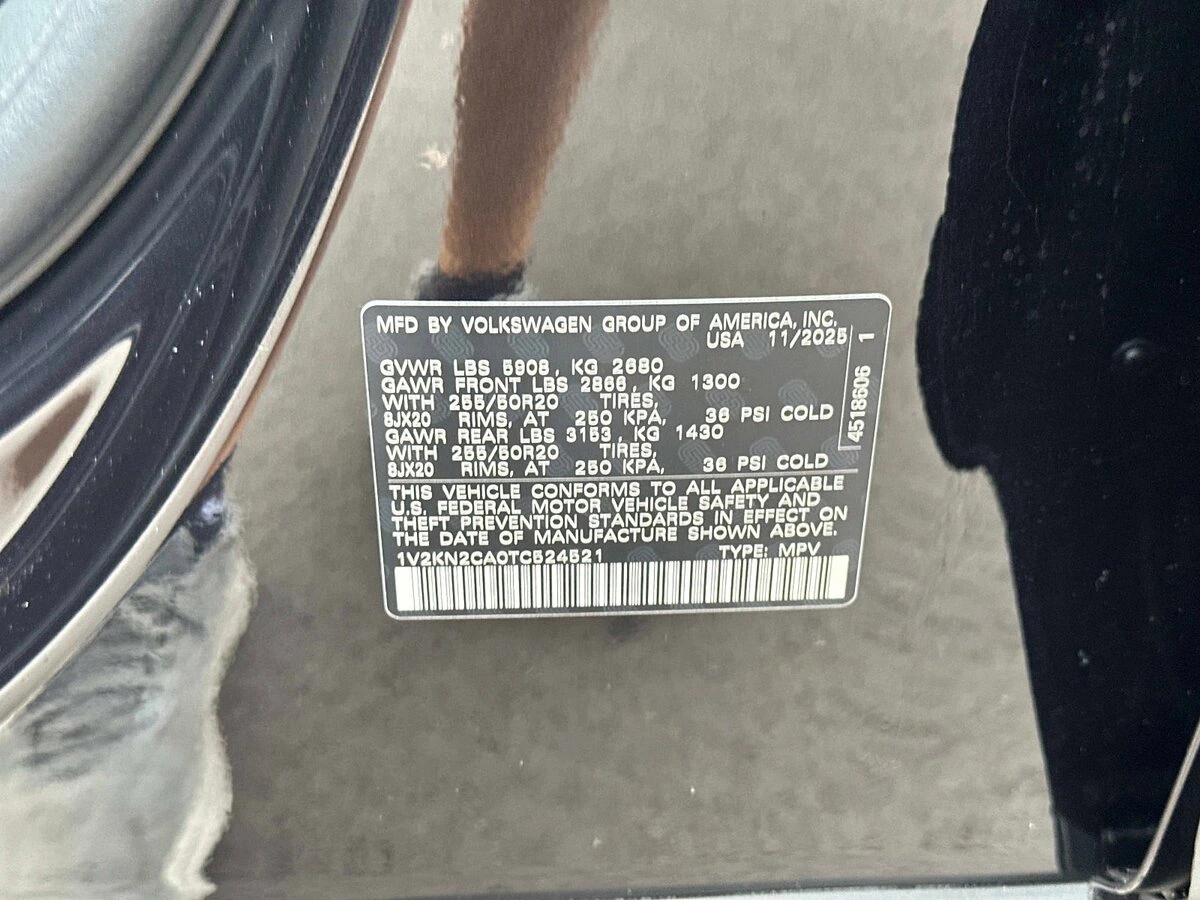 MFD BY VOLKSWAGEN GROUP OF AMERICA, INC.
USA 11/2025
GVWR LBS 5908, KG 2680
GAWR FRONT LBS 2866, KG 1300
WITH 255/50R20 TIRES,
8JX20 RIMS, AT 250 KPA, 36 PSI COLD
GAWR REAR LBS 3153, KG 1430
WITH 255/50R20 TIRES,
8JX20 RIMS, AT 250 KPA, 36 PSI COLD
4518606 1
THIS VEHICLE CONFORMS TO ALL APPLICABLE
U.S. FEDERAL MOTOR VEHICLE SAFETY AND
THEFT PREVENTION STANDARDS IN EFFECT ON
THE DATE OF MANUFACTURE SHOWN ABOVE.
1V2KN2CA0TC524521 TYPE: MPV